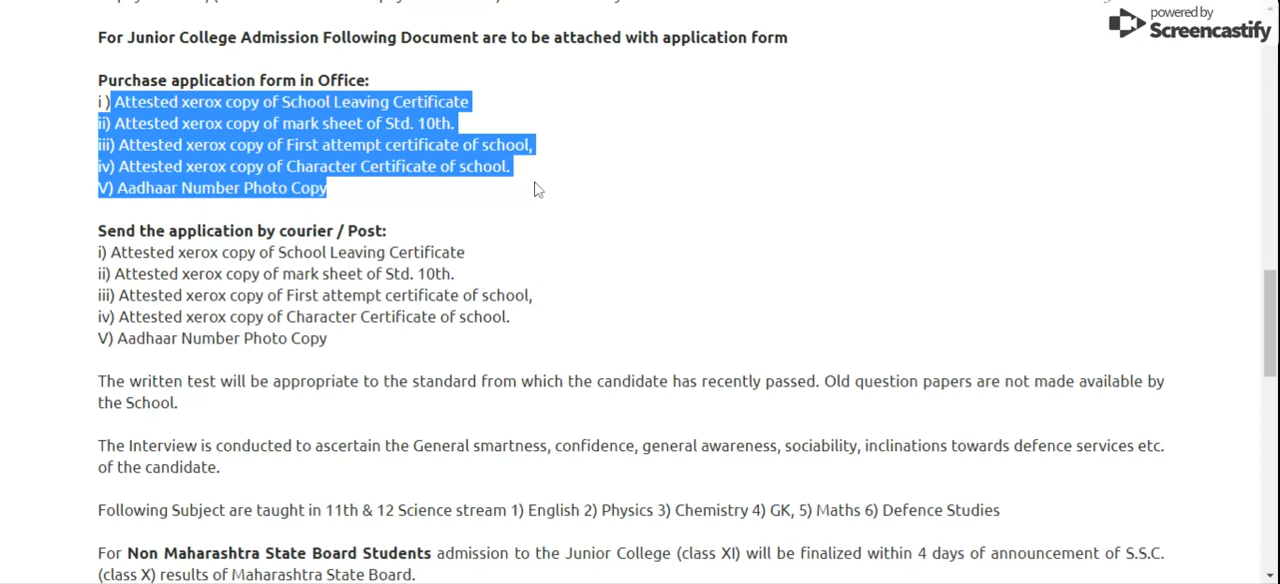 powered by
Screencastify
For Junior College Admission Following Document are to be attached with application form
Purchase application form in Office:
i ) Attested xerox copy of School Leaving Certificate
ii) Attested xerox copy of mark sheet of Std. 10th.
iii) Attested xerox copy of First attempt certificate of school,
iv) Attested xerox copy of Character Certificate of school.
V) Aadhaar Number Photo Copy
Send the application by courier / Post:
i) Attested xerox copy of School Leaving Certificate
ii) Attested xerox copy of mark sheet of Std. 10th.
iii) Attested xerox copy of First attempt certificate of school,
iv) Attested xerox copy of Character Certificate of school.
V) Aadhaar Number Photo Copy
The written test will be appropriate to the standard from which the candidate has recently passed. Old question papers are not made available by
the School.
The Interview is conducted to ascertain the General smartness, confidence, general awareness, sociability, inclinations towards defence services etc.
of the candidate.
Following Subject are taught in 11th & 12 Science stream 1) English 2) Physics 3) Chemistry 4) GK, 5) Maths 6) Defence Studies
For Non Maharashtra State Board Students admission to the Junior College (class XI) will be finalized within 4 days of announcement of S.S.C.
(class X) results of Maharashtra State Board.